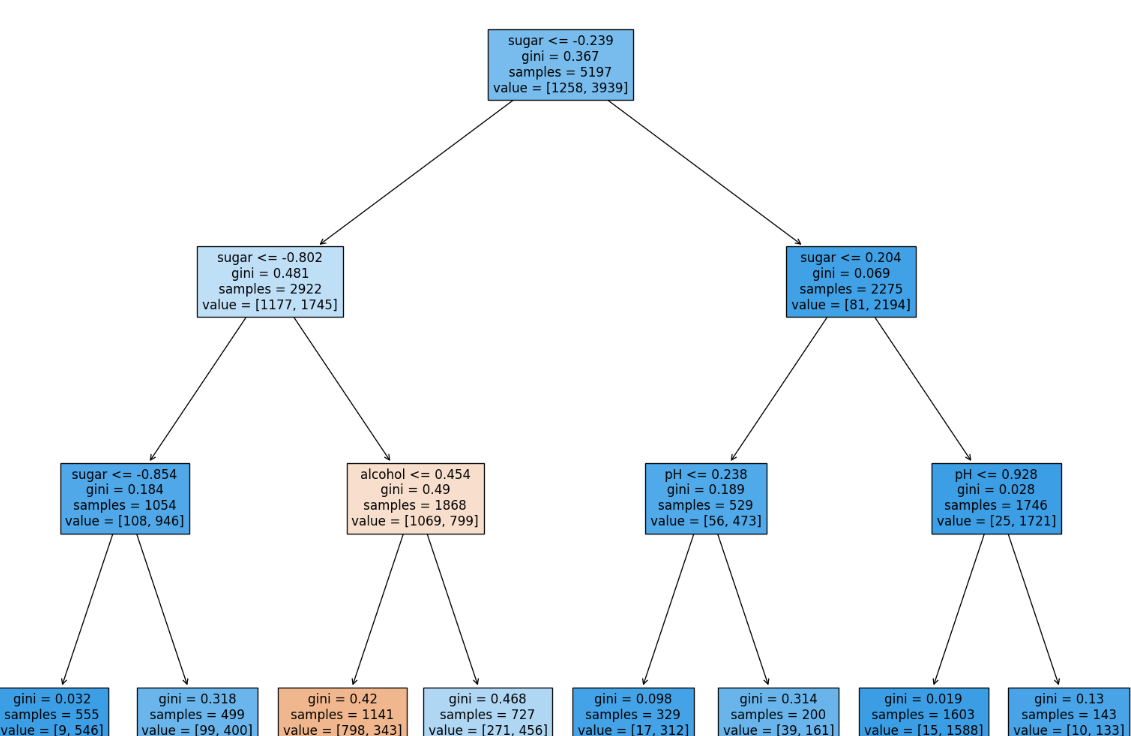 sugar <= -0.239
gini = 0.367
samples = 5197
value = [1258, 3939]
sugar <= -0.802
gini = 0.481
samples = 2922
value = [1177, 1745]
sugar <= 0.204
gini = 0.069
samples = 2275
value = [81, 2194]
sugar <= -0.854
gini = 0.184
samples = 1054
value = [108, 946]
alcohol <= 0.454
gini = 0.49
samples = 1868
value = [1069, 799]
pH <= 0.238
gini = 0.189
samples = 529
value = [56, 473]
pH <= 0.928
gini = 0.028
samples = 1746
value = [25, 1721]
gini = 0.032
samples = 555
value = [9, 546]
gini = 0.318
samples = 499
value = [99, 400]
gini = 0.42
samples = 1141
value = [798, 343]
gini = 0.468
samples = 727
value = [271, 456]
gini = 0.098
samples = 329
value = [17, 312]
gini = 0.314
samples = 200
value = [39, 161]
gini = 0.019
samples = 1603
value = [15, 1588]
gini = 0.13
samples = 143
value = [10, 133]